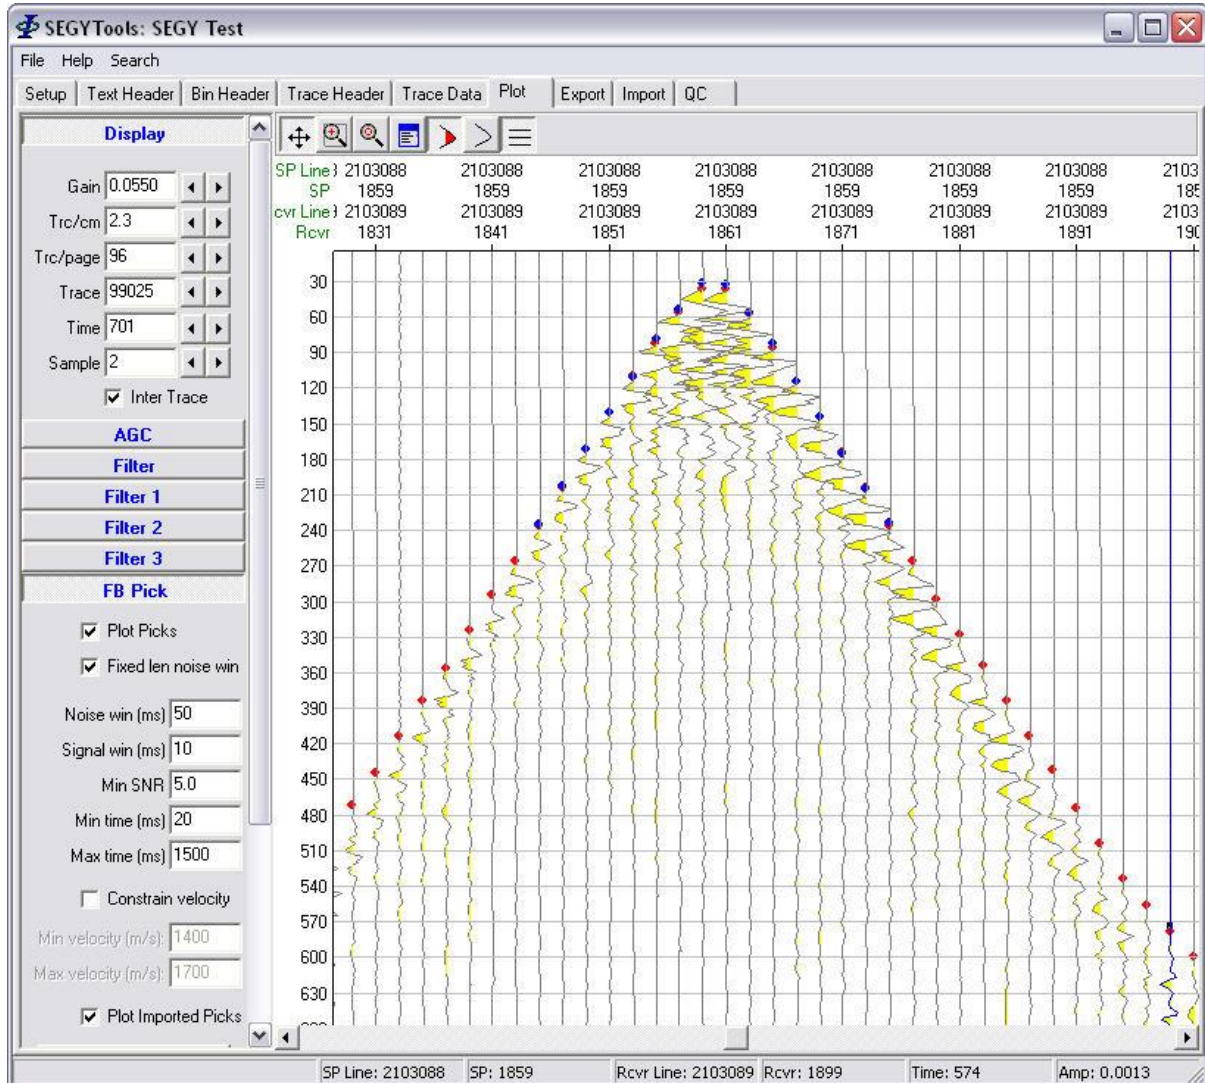 SEGYTools: SEGY Test
File Help Search
Setup Text Header Bin Header Trace Header Trace Data Plot Export Import QC
Display
Gain 0.0550
Trc/cm 2.3
Trc/page 96
Trace 99025
Time 701
Sample 2
Inter Trace
AGC
Filter
Filter 1
Filter 2
Filter 3
FB Pick
Plot Picks
Fixed len noise win
Noise win (ms) 50
Signal win (ms) 10
Min SNR 5.0
Min time (ms) 20
Max time (ms) 1500
Constrain velocity
Min velocity (m/s): 1400
Max velocity (m/s): 1700
Plot Imported Picks
SP Line 2103088 2103088 2103088 2103088 2103088 2103088 2103088 2103
SP 1859 1859 1859 1859 1859 1859 1859 185
cvr Line 2103089 2103089 2103089 2103089 2103089 2103089 2103089 2103
Rcvr 1831 1841 1851 1861 1871 1881 1891 190
30
60
90
120
150
180
210
240
270
300
330
360
390
420
450
480
510
540
570
600
630
SP Line: 2103088 SP: 1859 Rcvr Line: 2103089 Rcvr: 1899 Time: 574 Amp: 0.0013